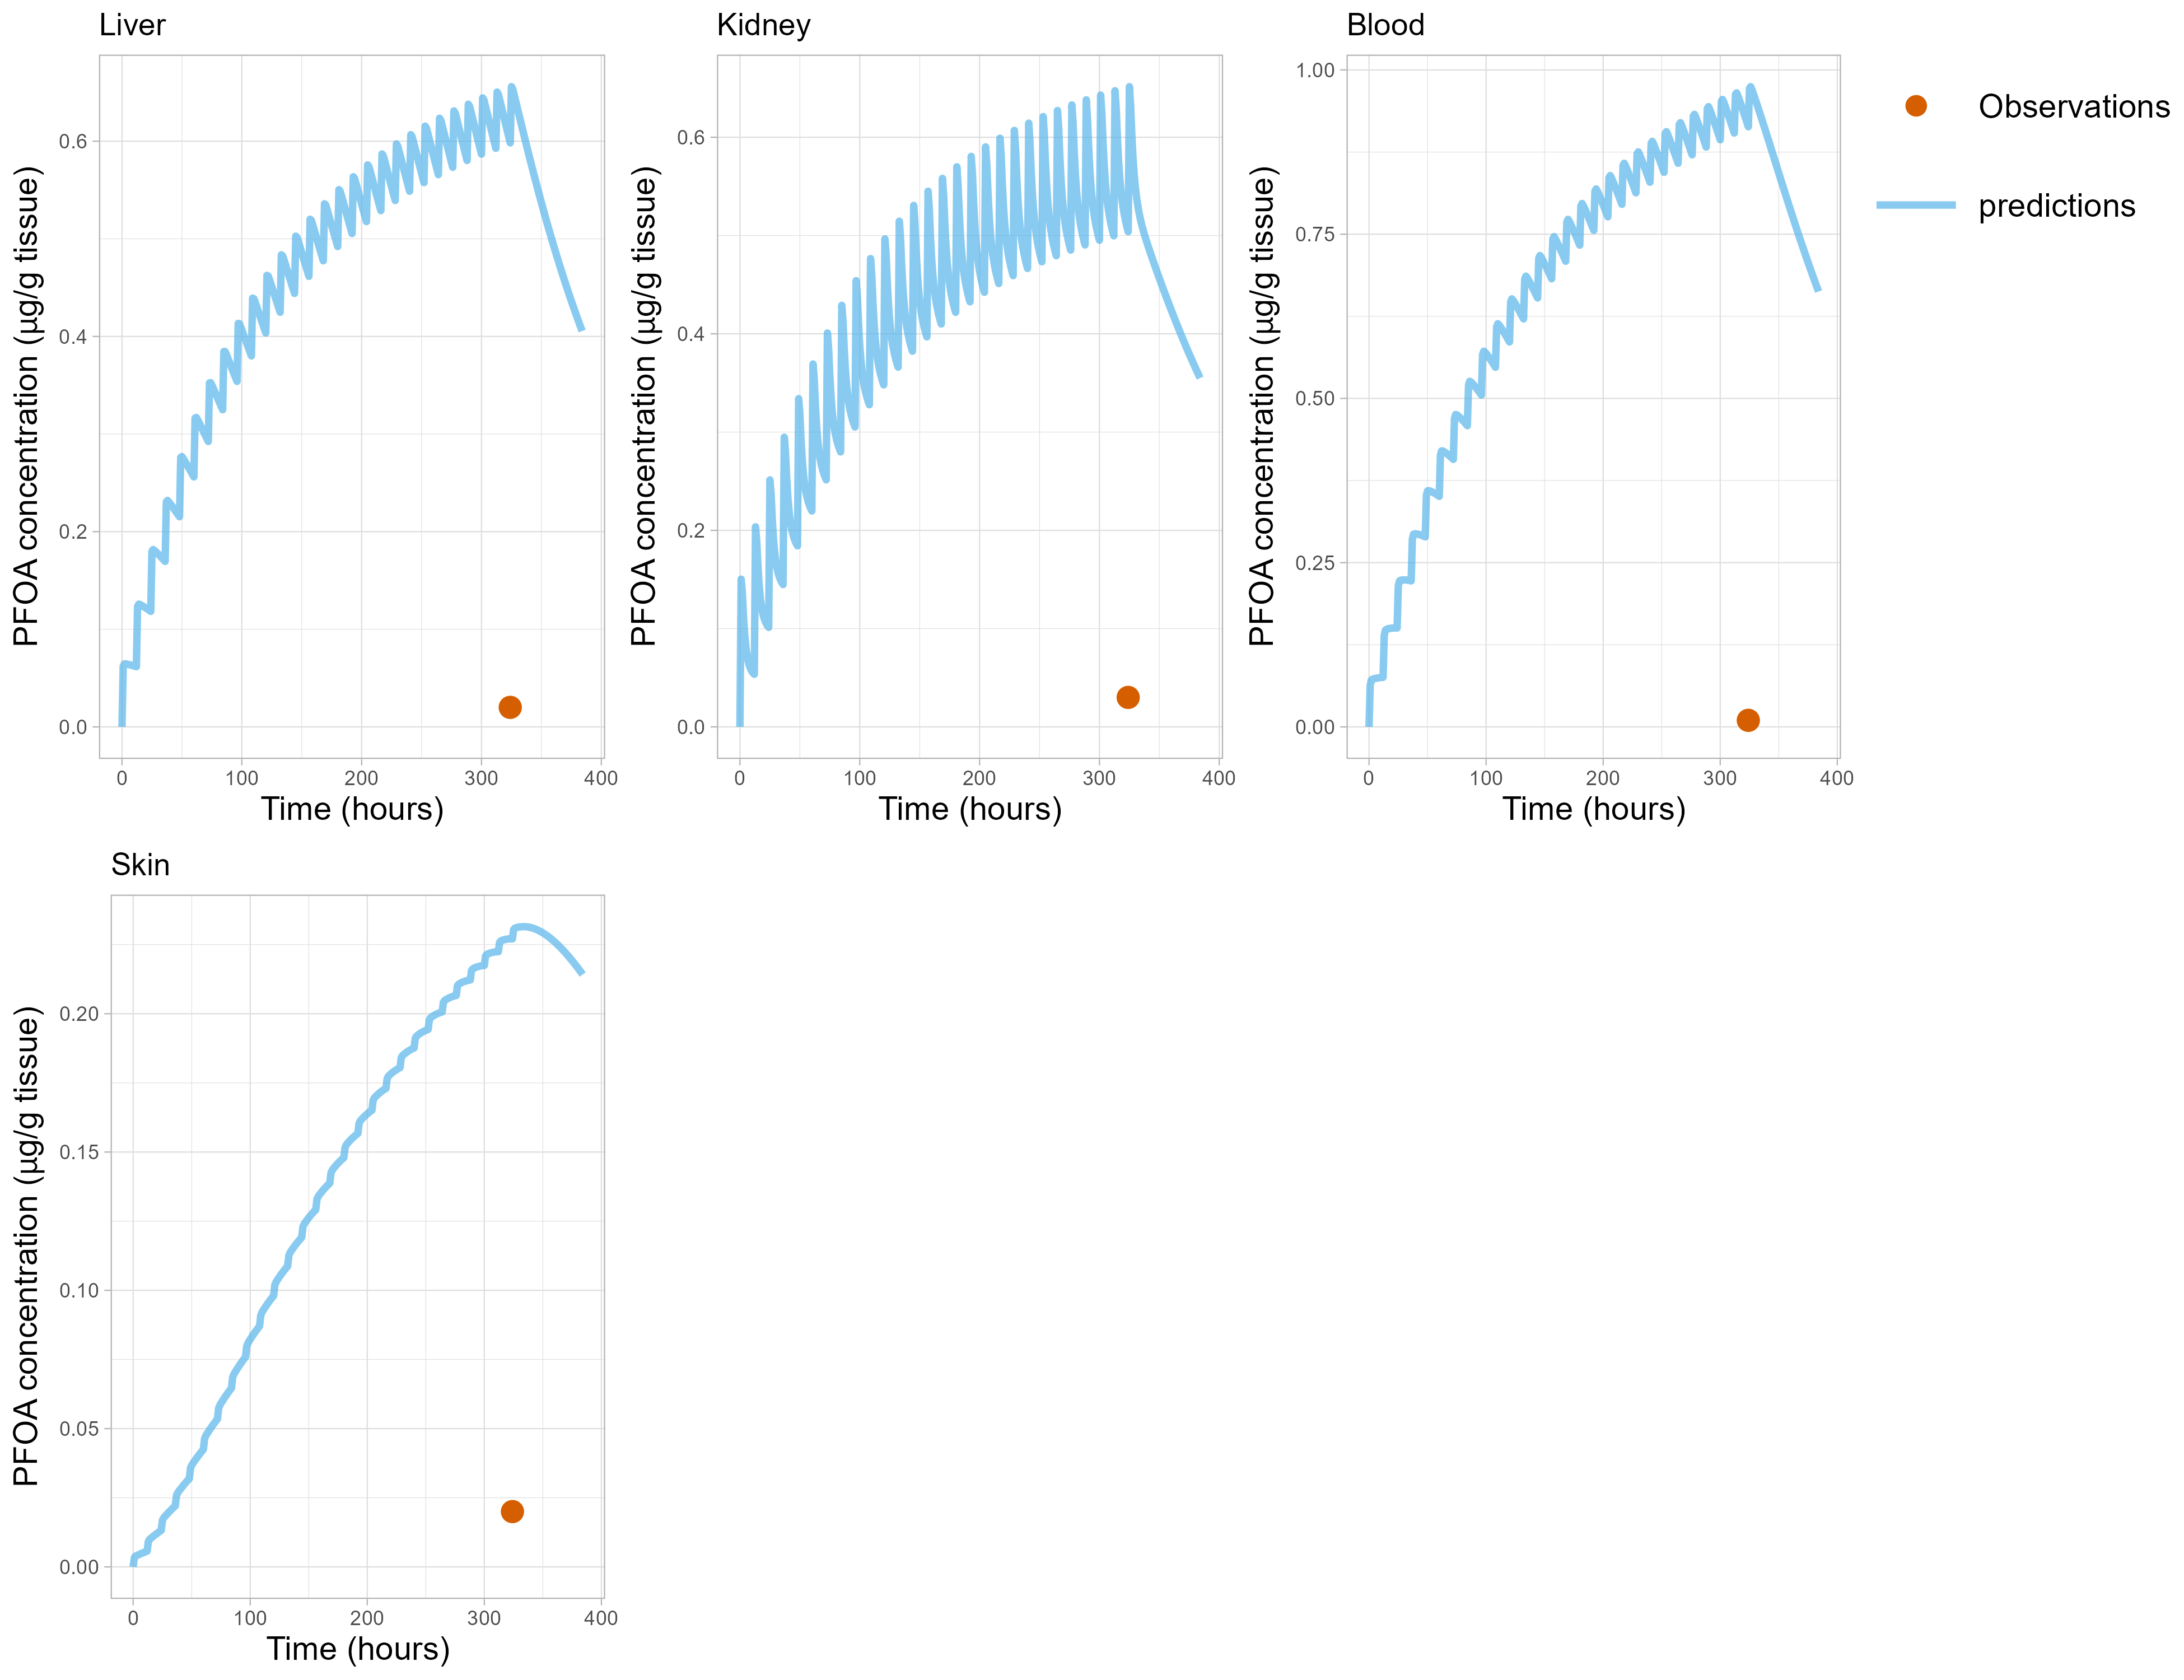 Liver
PFOA concentration (µg/g tissue)
0.6
0.4
0.2
0.0
0 100 200 300 400
Time (hours)
Kidney
PFOA concentration (µg/g tissue)
0.6
0.4
0.2
0.0
0 100 200 300 400
Time (hours)
Blood
PFOA concentration (µg/g tissue)
1.00
0.75
0.50
0.25
0.00
0 100 200 300 400
Time (hours)
Observations
predictions
Skin
PFOA concentration (µg/g tissue)
0.20
0.15
0.10
0.05
0.00
0 100 200 300 400
Time (hours)